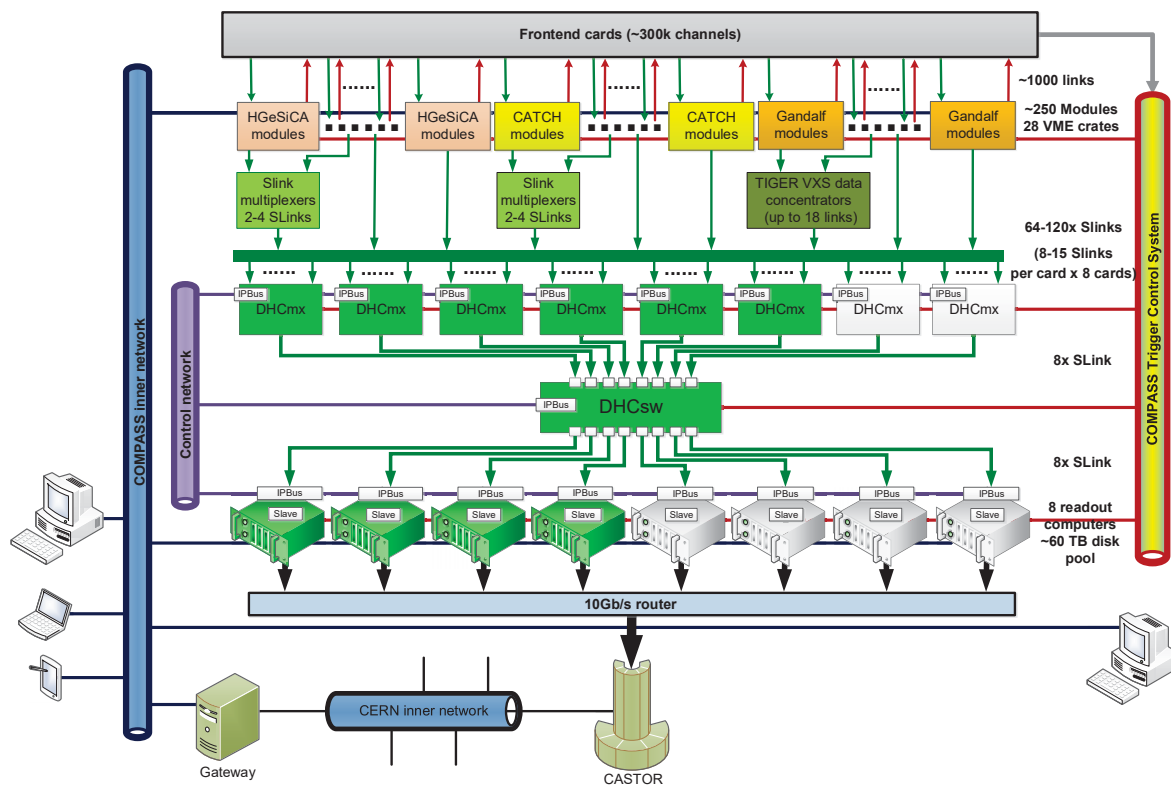 Frontend cards (~300k channels)
~1000 links
HGeSiCA
modules
HGeSiCA
modules
CATCH
modules
CATCH
modules
Gandalf
modules
Gandalf
modules
~250 Modules
28 VME crates
Slink
multiplexers
2-4 SLinks
Slink
multiplexers
2-4 SLinks
TIGER VXS data
concentrators
(up to 18 links)
64-120x Slinks
(8-15 Slinks
per card x 8 cards)
IPBus
DHCmx
IPBus
DHCmx
IPBus
DHCmx
IPBus
DHCmx
IPBus
DHCmx
IPBus
DHCmx
IPBus
DHCmx
IPBus
DHCmx
COMPASS inner network
Control network
COMPASS Trigger Control System
8x SLink
IPBus
DHCsw
8x SLink
IPBus
IPBus
IPBus
IPBus
IPBus
IPBus
IPBus
IPBus
Slave
Slave
Slave
Slave
Slave
Slave
Slave
Slave
8 readout
computers
~60 TB disk
pool
10Gb/s router
CERN inner network
Gateway
CASTOR